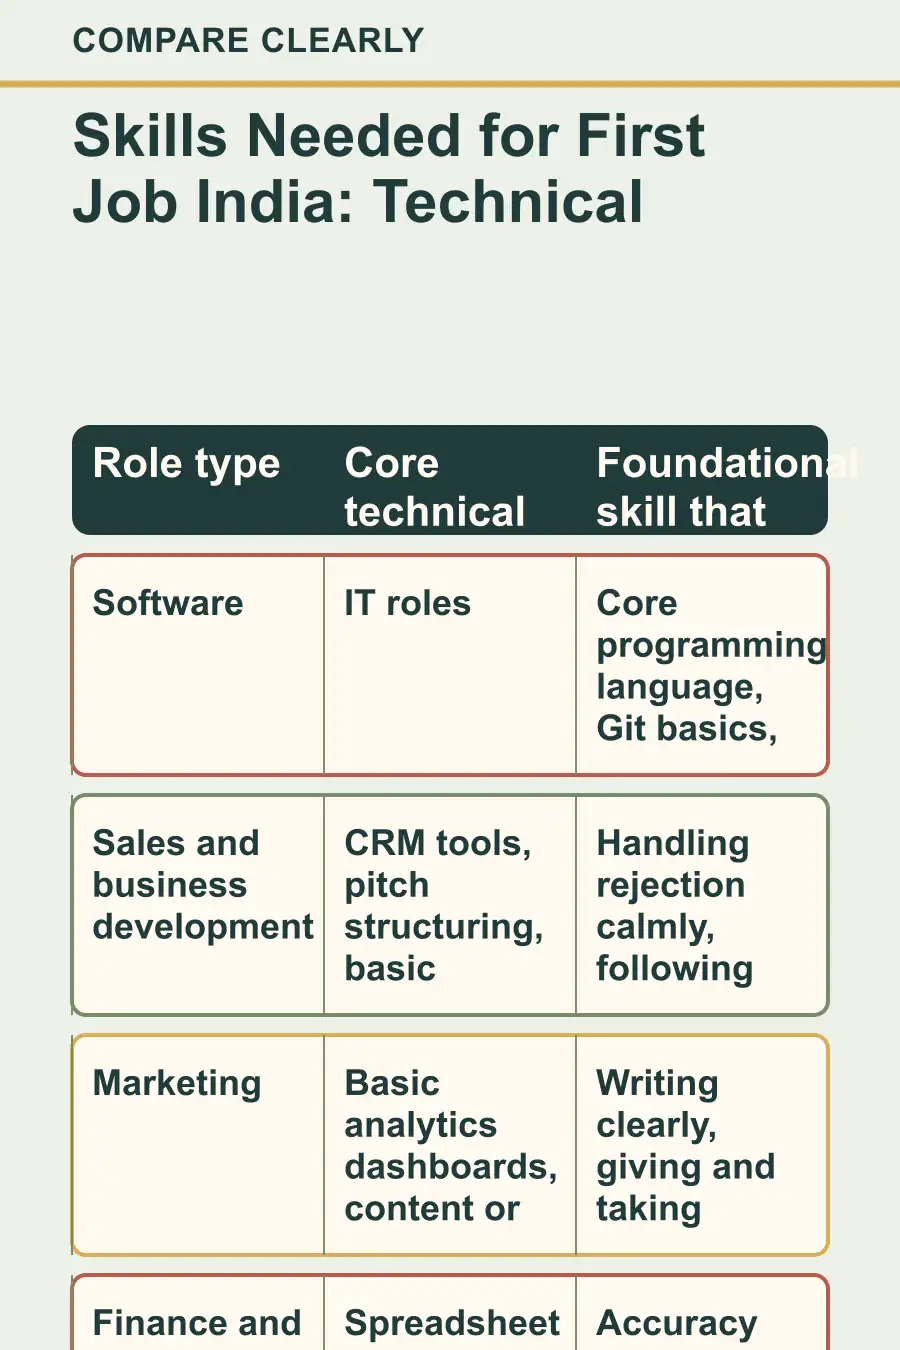 COMPARE CLEARLY
Skills Needed for First
Job India: Technical
Role type
Core
technical
Foundational
skill that
Software
IT roles
Core
programming
language,
Git basics,
Sales and
business
development
CRM tools,
pitch
structuring,
basic
Handling
rejection
calmly,
following
Marketing
Basic
analytics
dashboards,
content or
Writing
clearly,
giving and
taking
Finance and
Spreadsheet
Accuracy